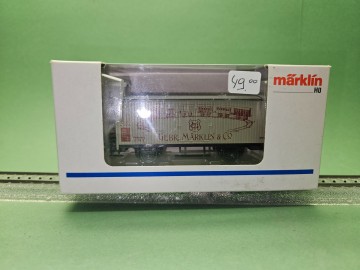 49.00
märklin
HO
GEBR. MÄRKLIN & CO